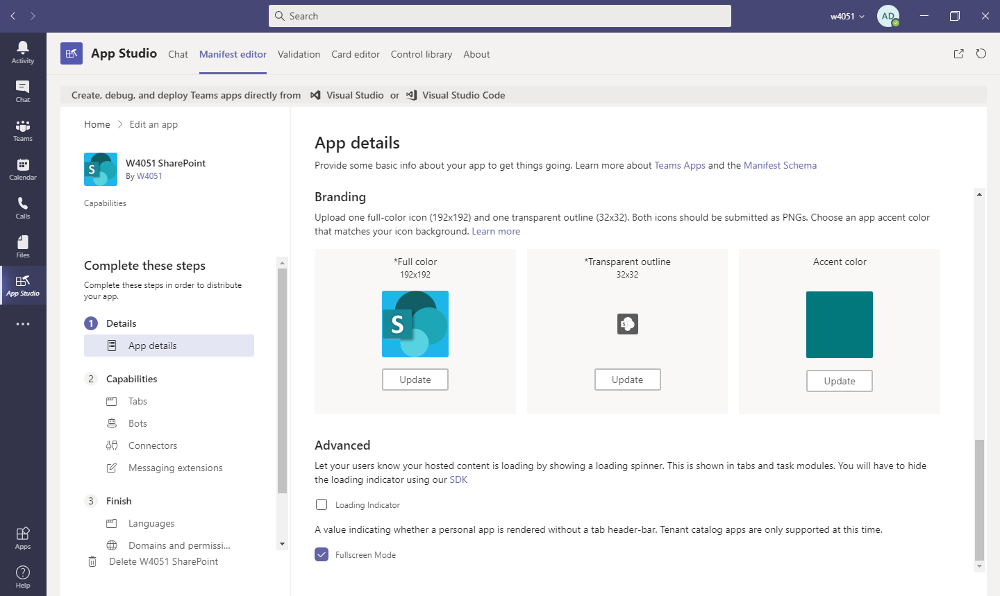 Search
w4051
AD
Activity
Chat
Teams
Calendar
Calls
Files
App Studio
Apps
Help
App Studio
Chat
Manifest editor
Validation
Card editor
Control library
About
Create, debug, and deploy Teams apps directly from Visual Studio or Visual Studio Code
Home
Edit an app
S
W4051 SharePoint
By W4051
Capabilities
Complete these steps
Complete these steps in order to distribute
your app.
1 Details
App details
2 Capabilities
Tabs
Bots
Connectors
Messaging extensions
3 Finish
Languages
Domains and permissi...
Delete W4051 SharePoint
App details
Provide some basic info about your app to get things going. Learn more about Teams Apps and the Manifest Schema
Branding
Upload one full-color icon (192x192) and one transparent outline (32x32). Both icons should be submitted as PNGs. Choose an app accent color
that matches your icon background. Learn more
*Full color
192x192
S
Update
*Transparent outline
32x32
S
Update
Accent color
Update
Advanced
Let your users know your hosted content is loading by showing a loading spinner. This is shown in tabs and task modules. You will have to hide
the loading indicator using our SDK
Loading Indicator
A value indicating whether a personal app is rendered without a tab header-bar. Tenant catalog apps are only supported at this time.
Fullscreen Mode